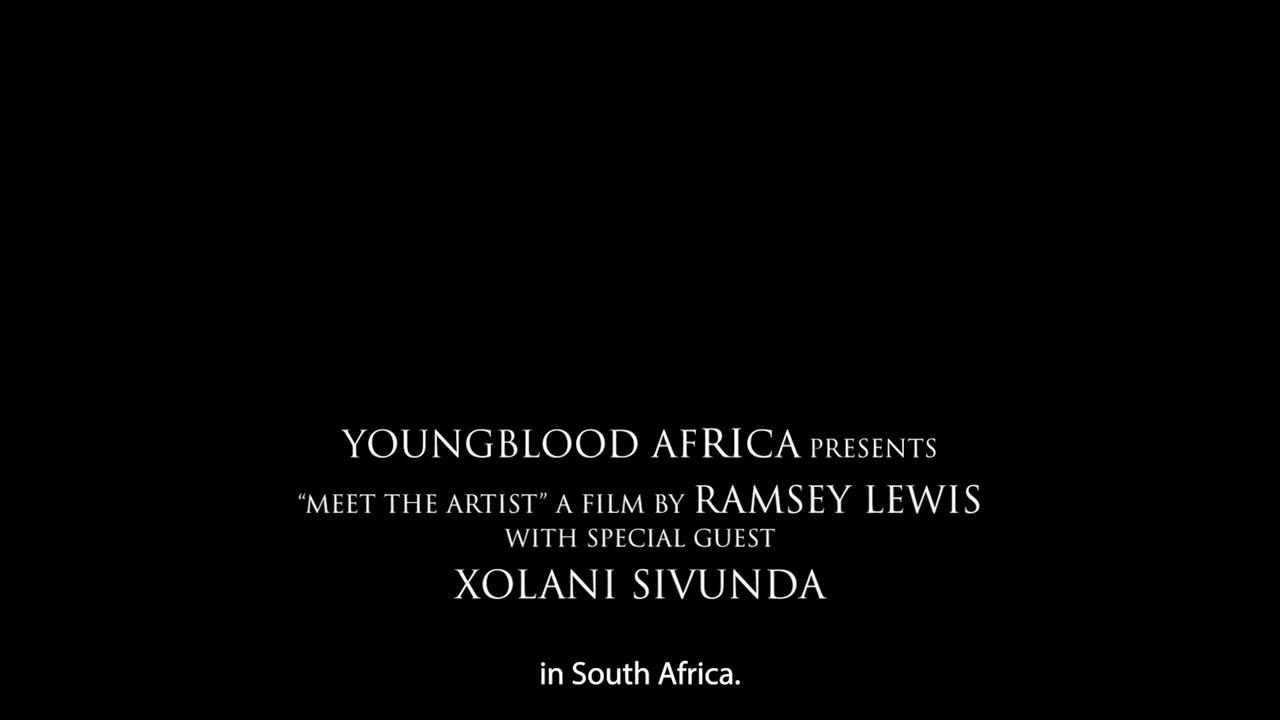 YOUNGBLOOD AFRICA PRESENTS
“MEET THE ARTIST” A FILM BY RAMSEY LEWIS
WITH SPECIAL GUEST
XOLANI SIVUNDA
in South Africa.